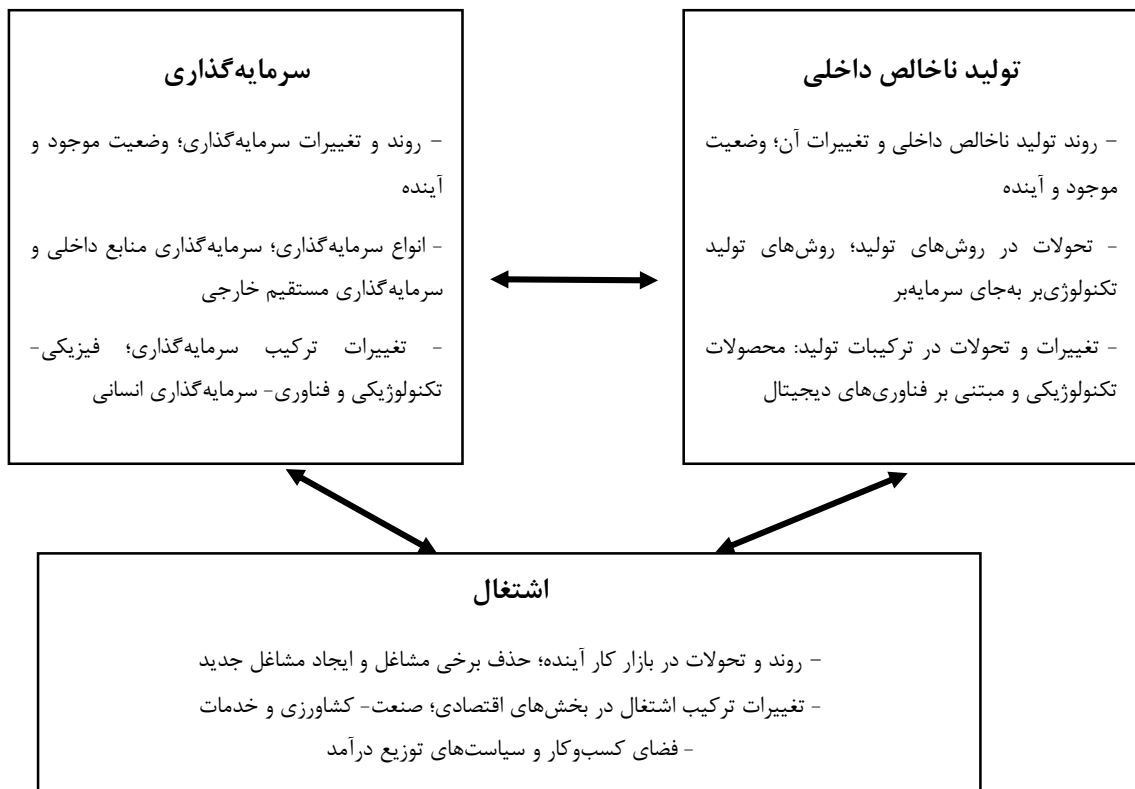 تولید ناخالص داخلی
– روند تولید ناخالص داخلی و تغییرات آن؛ وضعیت
موجود و آینده
- تحولات در روش‌های تولید؛ روش‌های تولید
تکنولوژی‌بر به‌جای سرمایه‌بر
- تغییرات و تحولات در ترکیبات تولید: محصولات
تکنولوژیکی و مبتنی بر فناوری‌های دیجیتال
سرمایه‌گذاری
– روند و تغییرات سرمایه‌گذاری؛ وضعیت موجود و
آینده
- انواع سرمایه‌گذاری؛ سرمایه‌گذاری منابع داخلی و
سرمایه‌گذاری مستقیم خارجی
- تغییرات ترکیب سرمایه‌گذاری؛ فیزیکی-
تکنولوژیکی و فناوری- سرمایه‌گذاری انسانی
اشتغال
– روند و تحولات در بازار کار آینده؛ حذف برخی مشاغل و ایجاد مشاغل جدید
- تغییرات ترکیب اشتغال در بخش‌های اقتصادی؛ صنعت- کشاورزی و خدمات
- فضای کسب‌وکار و سیاست‌های توزیع درآمد